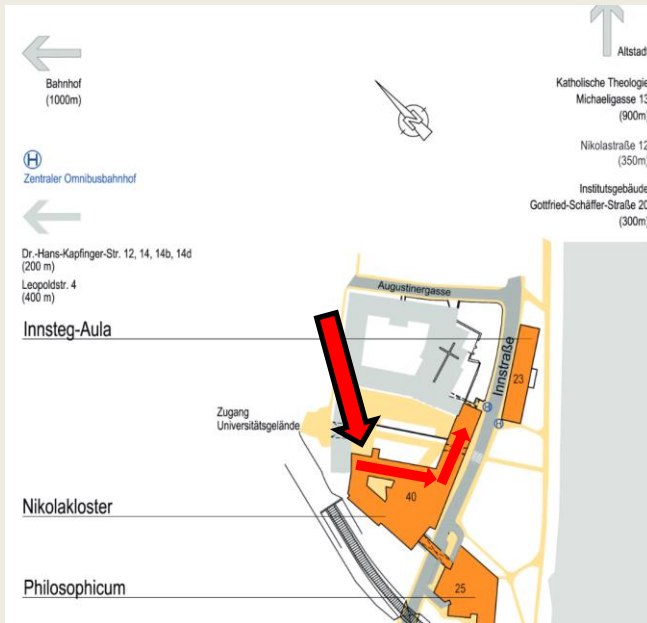 Bahnhof
(1000m)
Zentraler Omnibusbahnhof
H
Dr.-Hans-Kapfinger-Str. 12, 14, 14b, 14d
(200 m)
Leopoldstr. 4
(400 m)
Altstadt
Katholische Theologie
Michaeligasse 13
(900m)
Nikolastraße 12
(350m)
Institutsgebäude
Gottfried-Schäffer-Straße 20
(300m)
Augustinergasse
Innsteg-Aula
Innstraße
23
Zugang
Universitätsgelände
H
H
40
Nikolakloster
Philosophicum
25